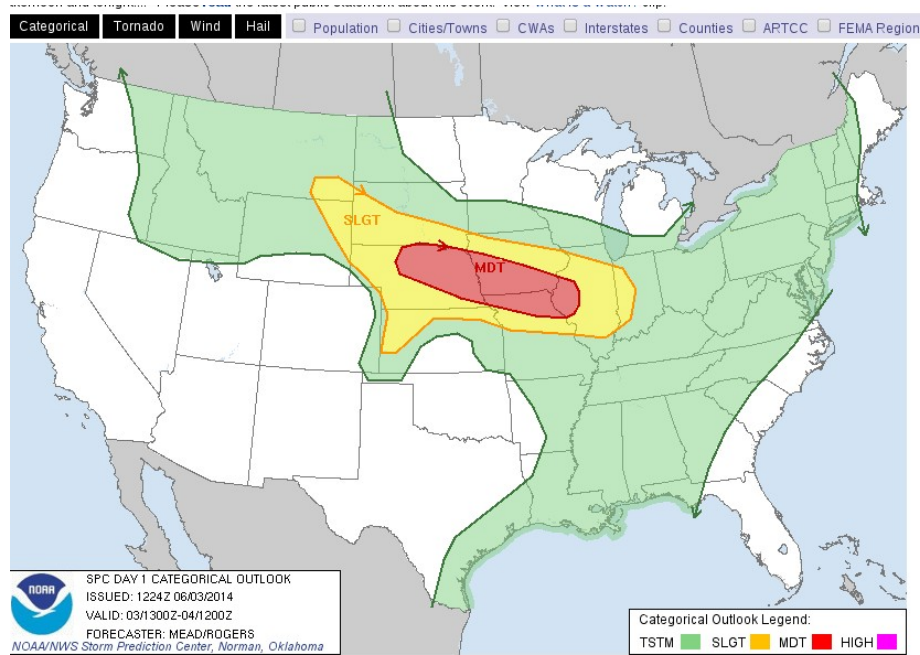 Categorical Tornado Wind Hail Population Cities/Towns CWAs Interstates Counties ARTCC FEMA Region
SLGT
MDT
NOAA
SPC DAY 1 CATEGORICAL OUTLOOK
ISSUED: 1224Z 06/03/2014
VALID: 03/1300Z-04/1200Z
FORECASTER: MEAD/ROGERS
NOAA/NWS Storm Prediction Center, Norman, Oklahoma
Categorical Outlook Legend:
TSTM SLGT MDT HIGH